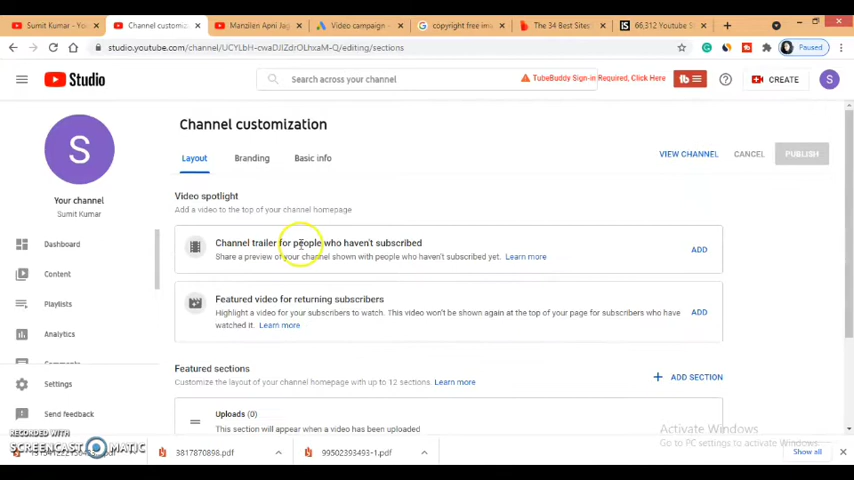 Sumit Kumar - Yo
Channel customiz
Manzilen Apni Jag
Video campaign -
copyright free im
The 34 Best Sites
66,312 Youtube S
studio.youtube.com/channel/UCYLbH-cwaDJIZdrOLhxaM-Q/editing/sections
Paused
Studio
Search across your channel
TubeBuddy Sign-in Required, Click Here
tb
CREATE
S
Channel customization
S
Layout
Branding
Basic info
VIEW CHANNEL
CANCEL
PUBLISH
Your channel
Sumit Kumar
Video spotlight
Add a video to the top of your channel homepage
Dashboard
Channel trailer for people who haven't subscribed
Share a preview of your channel shown with people who haven't subscribed yet. Learn more
ADD
Content
Playlists
Featured video for returning subscribers
Highlight a video for your subscribers to watch. This video won't be shown again at the top of your page for subscribers who have
watched it. Learn more
ADD
Analytics
Comments
Featured sections
Customize the layout of your channel homepage with up to 12 sections. Learn more
ADD SECTION
Settings
Send feedback
Uploads (0)
This section will appear when a video has been uploaded
Activate Windows
Go to PC settings to activate Windows.
RECORDED WITH
SCREENCAST MATIC
3817870898.pdf
99502393493-1.pdf
Show all